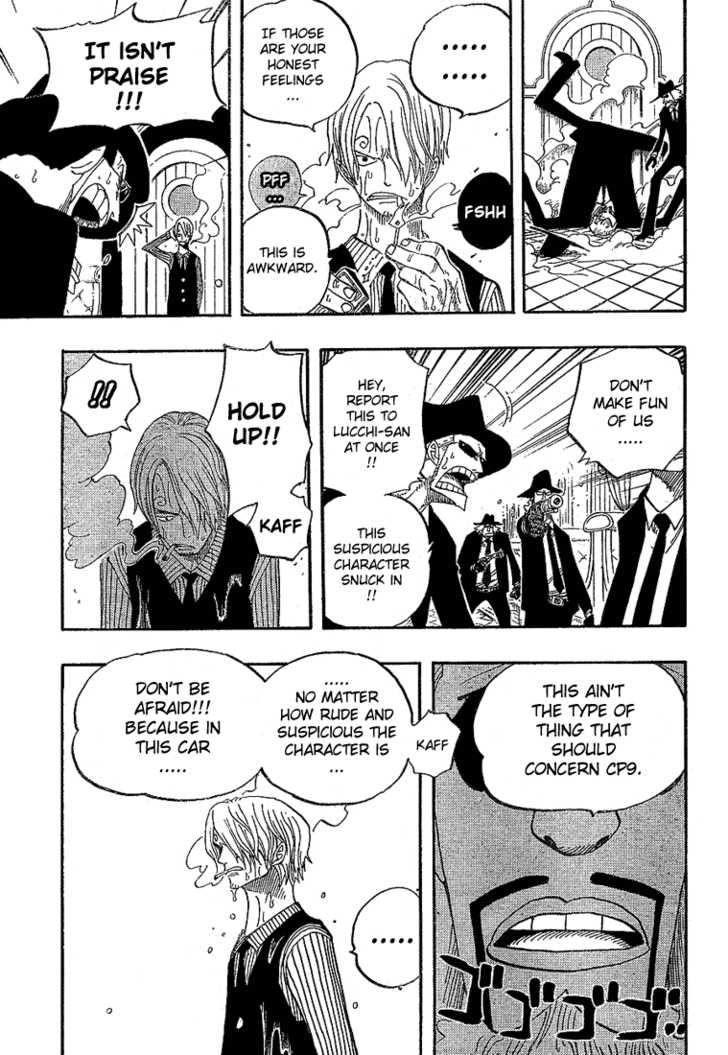 .....
.....
FSHH
IF THOSE
ARE YOUR
HONEST
FEELINGS
...
PFF
...
THIS IS
AWKWARD.
IT ISN'T
PRAISE
!!!
DON'T
MAKE FUN
OF US
.....
HEY,
REPORT
THIS TO
LUCCHI-SAN
AT ONCE
!!
THIS
SUSPICIOUS
CHARACTER
SNUCK IN
!!
HOLD
UP!!
KAFF
!!
THIS AIN'T
THE TYPE OF
THING THAT
SHOULD
CONCERN CP9.
ゴゴゴゴゴ
KAFF
.....
NO MATTER
HOW RUDE AND
SUSPICIOUS THE
CHARACTER IS
...
DON'T BE
AFRAID!!!
BECAUSE IN
THIS CAR
.....
.....